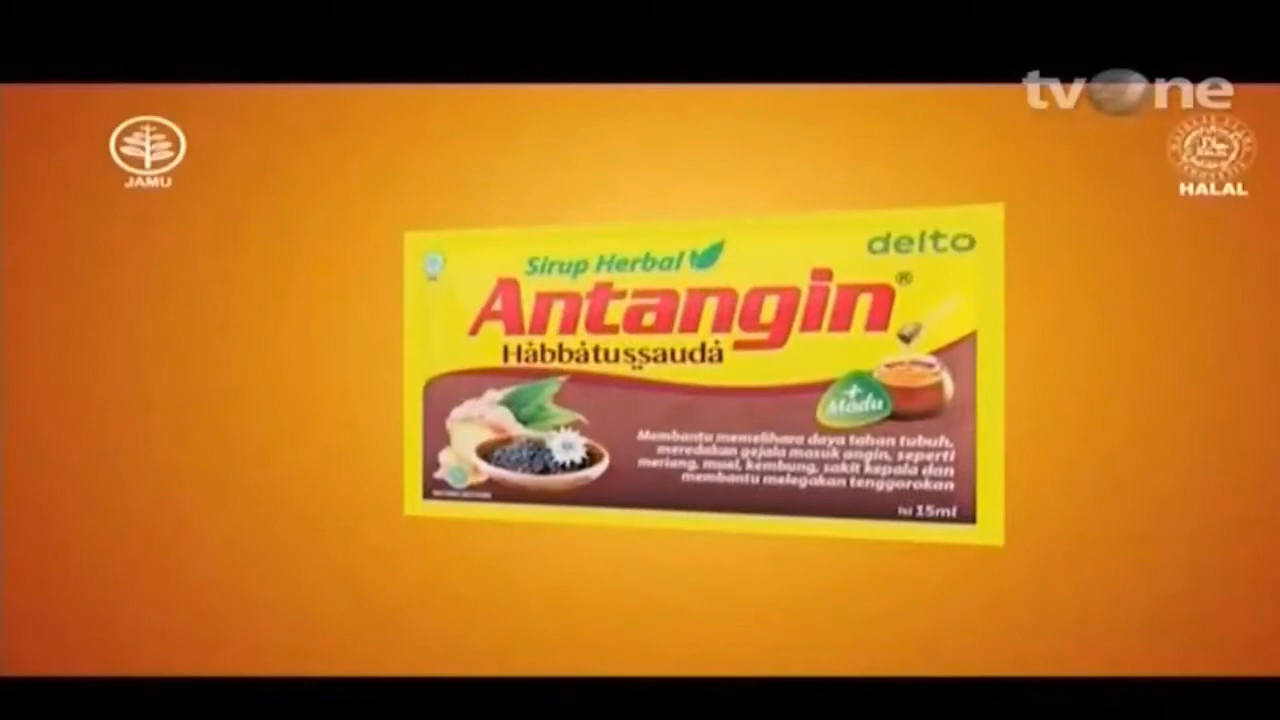 tvOne
JAMU
HALAL
delto
Sirup Herbal
Antangin®
Håbbåtuṣṣaudå
+
Madu
Membantu memelihara daya tahan tubuh,
meredakan gejala masuk angin, seperti
meriang, mual, kembung, sakit kepala dan
membantu melegakan tenggorokan
Isi 15ml